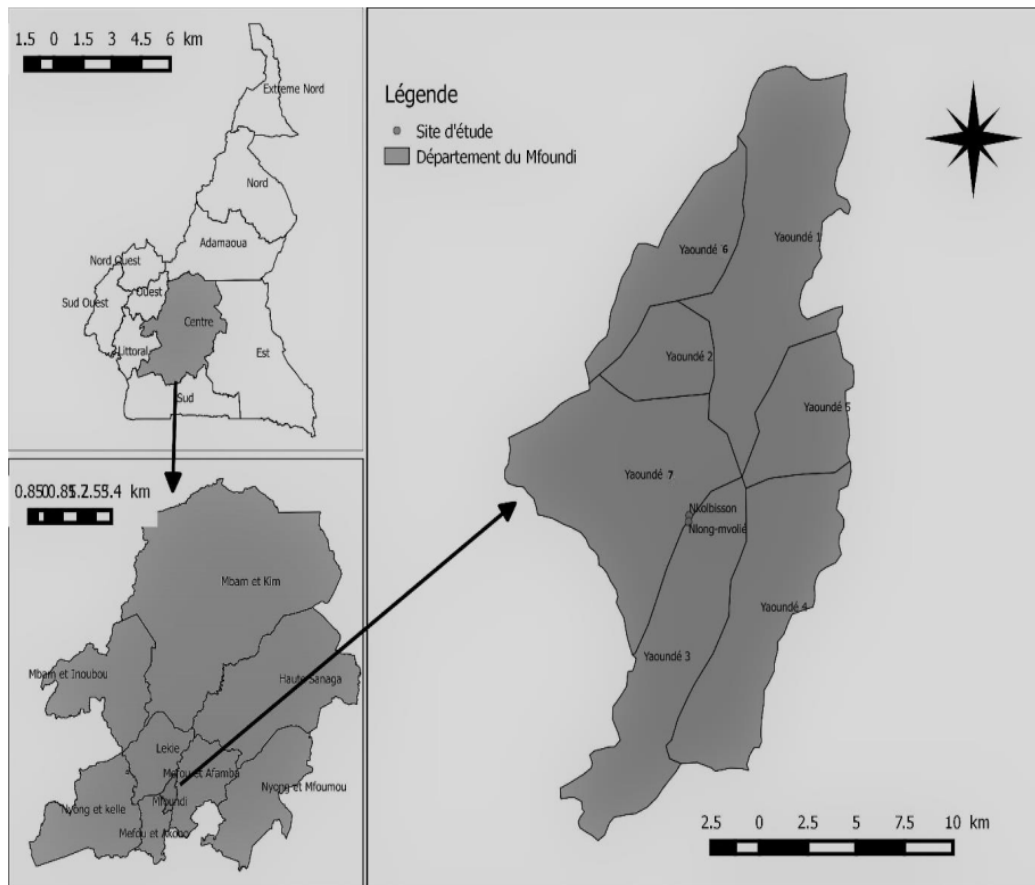 1.5 0 1.5 3 4.5 6 km
Extreme Nord
Nord
Adamaoua
Nord Ouest
Ouest
Sud Ouest
Centre
Littoral
Est
Sud
km
Mbam et Kim
Mbam et Inoubou
Haute Sanaga
Lekie
Mefou et Afamba
Nyong et Mfoumou
Mfoundi
Nyong et kelle
Mefou et Akono
Légende
Site d'étude
Département du Mfoundi
Yaoundé 1
Yaoundé 6
Yaoundé 2
Yaoundé 5
Yaoundé 7
Nkolbisson
Nlong-mvolié
Yaoundé 4
Yaoundé 3
2.5 0 2.5 5 7.5 10 km